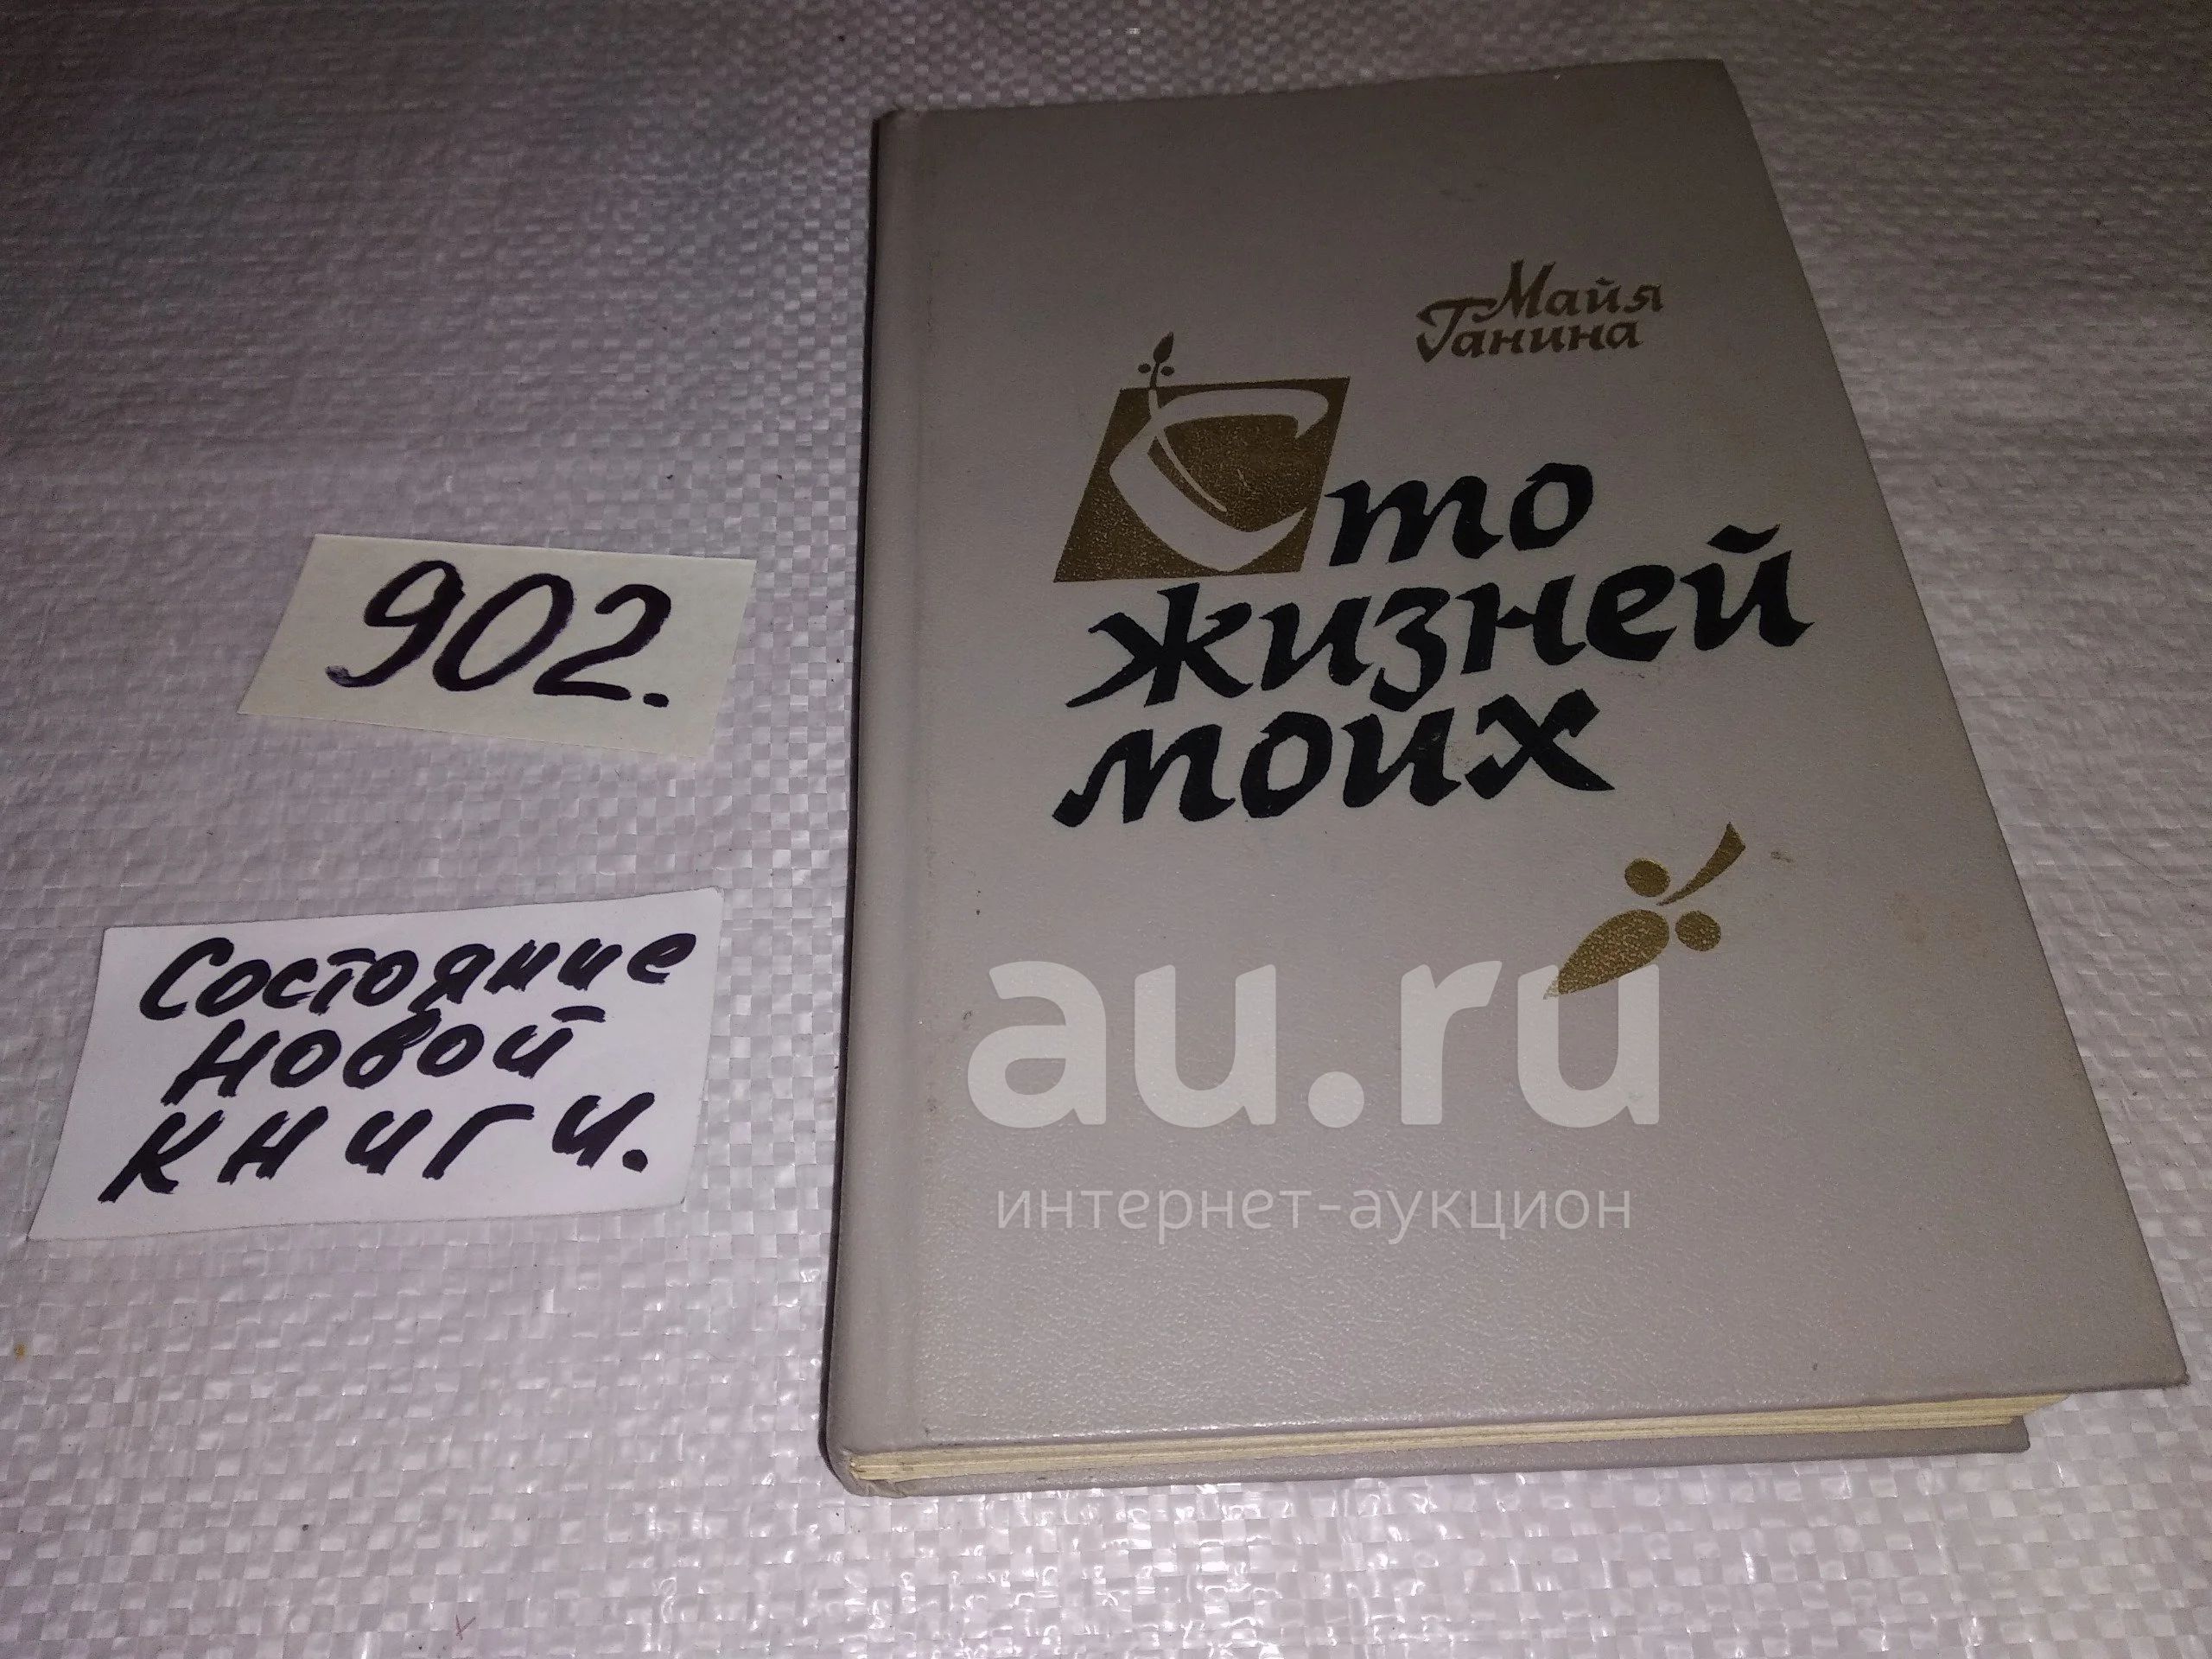 Майя
Ганина
Сто
жизней
моих
902.
Состояние
новой
книги.
au.ru
интернет-аукцион